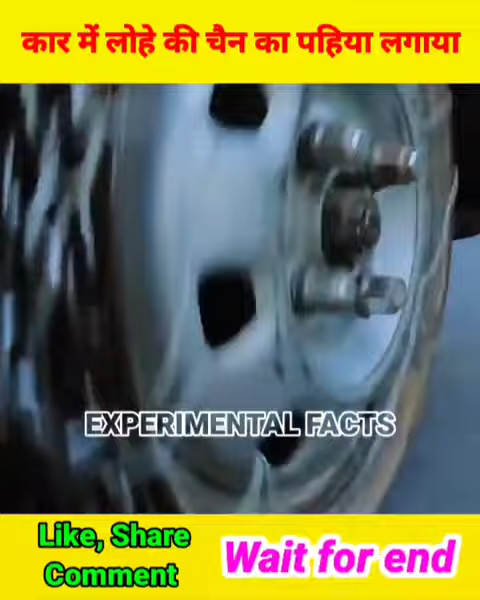 कार में लोहे की चैन का पहिया लगाया
EXPERIMENTAL FACTS
Like, Share
Comment
Wait for end